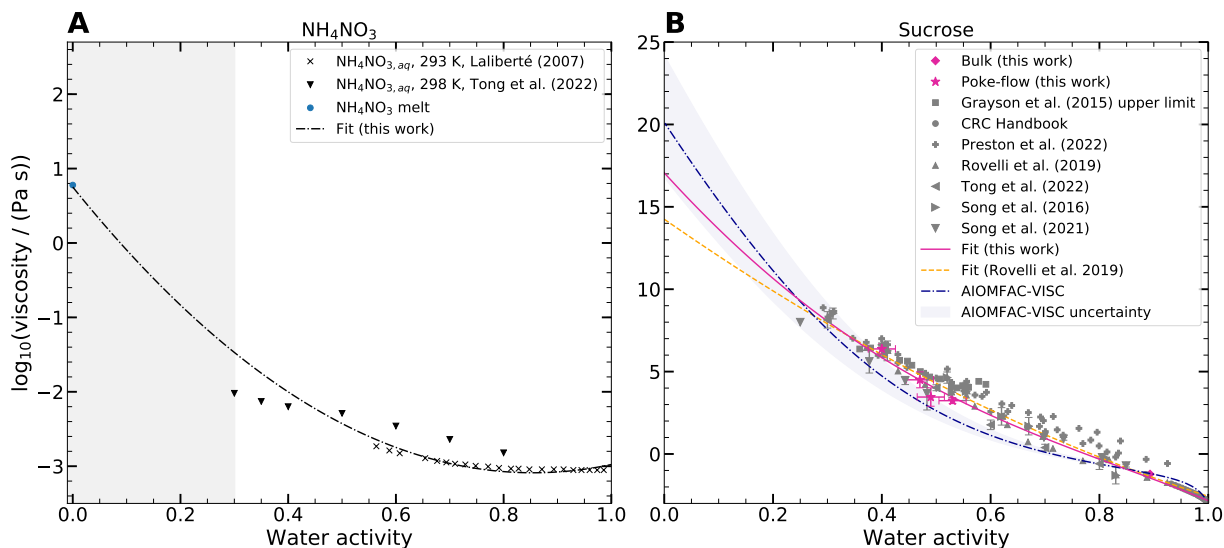 A
NH₄NO₃
log₁₀(viscosity / (Pa s))
2
1
0
−1
−2
−3
0.0
0.2
0.4
0.6
0.8
1.0
Water activity
NH₄NO₃,aq, 293 K, Laliberté (2007)
NH₄NO₃,aq, 298 K, Tong et al. (2022)
NH₄NO₃ melt
Fit (this work)
B
Sucrose
25
20
15
10
5
0
0.0
0.2
0.4
0.6
0.8
1.0
Water activity
Bulk (this work)
Poke-flow (this work)
Grayson et al. (2015) upper limit
CRC Handbook
Preston et al. (2022)
Rovelli et al. (2019)
Tong et al. (2022)
Song et al. (2016)
Song et al. (2021)
Fit (this work)
Fit (Rovelli et al. 2019)
AIOMFAC-VISC
AIOMFAC-VISC uncertainty